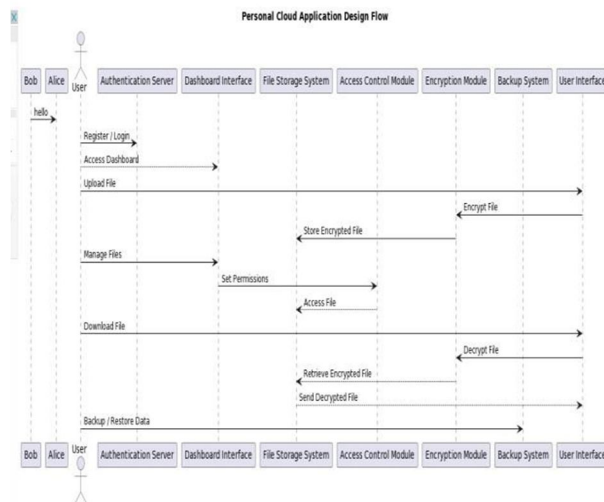 Personal Cloud Application Design Flow
Bob Alice User Authentication Server Dashboard Interface File Storage System Access Control Module Encryption Module Backup System User Interface
hello
Register / Login
Access Dashboard
Upload File
Encrypt File
Store Encrypted File
Manage Files
Set Permissions
Access File
Download File
Decrypt File
Retrieve Encrypted File
Send Decrypted File
Backup / Restore Data
Bob Alice User Authentication Server Dashboard Interface File Storage System Access Control Module Encryption Module Backup System User Interface